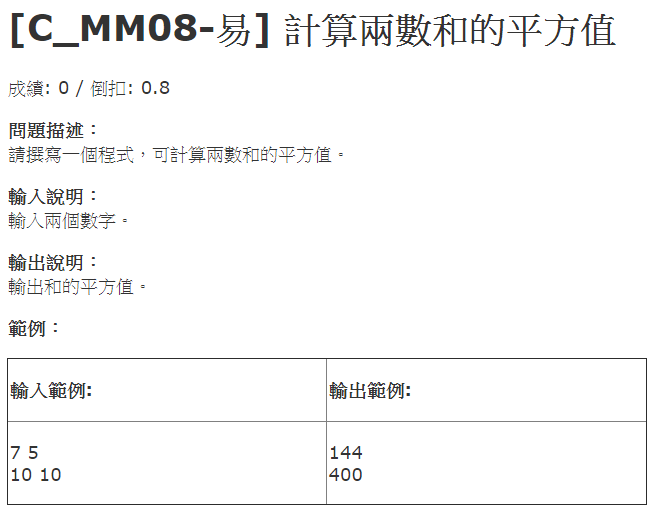 [C_MM08-易] 計算兩數和的平方值
成績: 0 / 倒扣: 0.8
問題描述：
請撰寫一個程式，可計算兩數和的平方值。
輸入說明：
輸入兩個數字。
輸出說明：
輸出和的平方值。
範例：
輸入範例:
輸出範例:
7 5
10 10
144
400